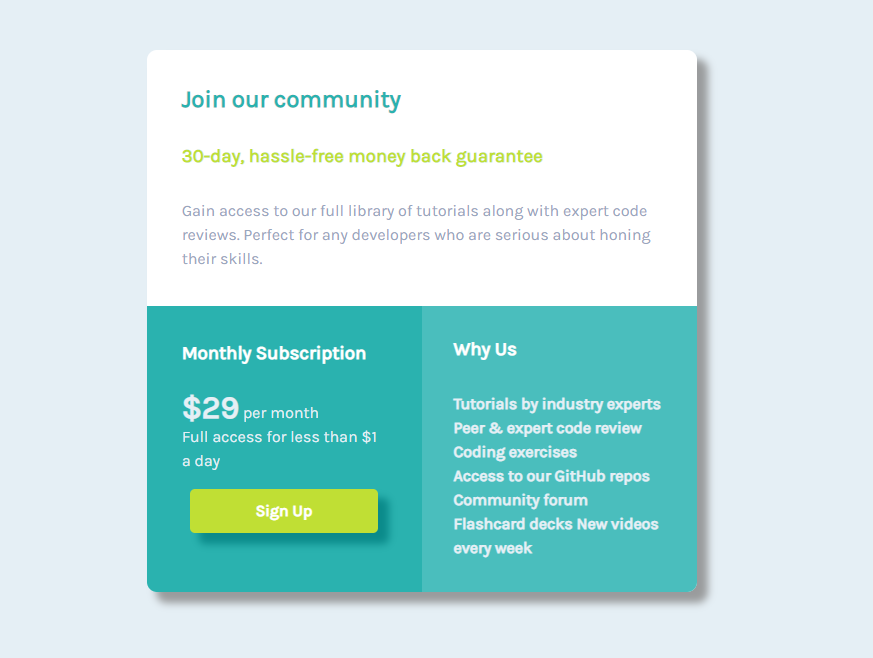 Join our community
30-day, hassle-free money back guarantee
Gain access to our full library of tutorials along with expert code
reviews. Perfect for any developers who are serious about honing
their skills.
Monthly Subscription
$29 per month
Full access for less than $1
a day
Sign Up
Why Us
Tutorials by industry experts
Peer & expert code review
Coding exercises
Access to our GitHub repos
Community forum
Flashcard decks New videos
every week